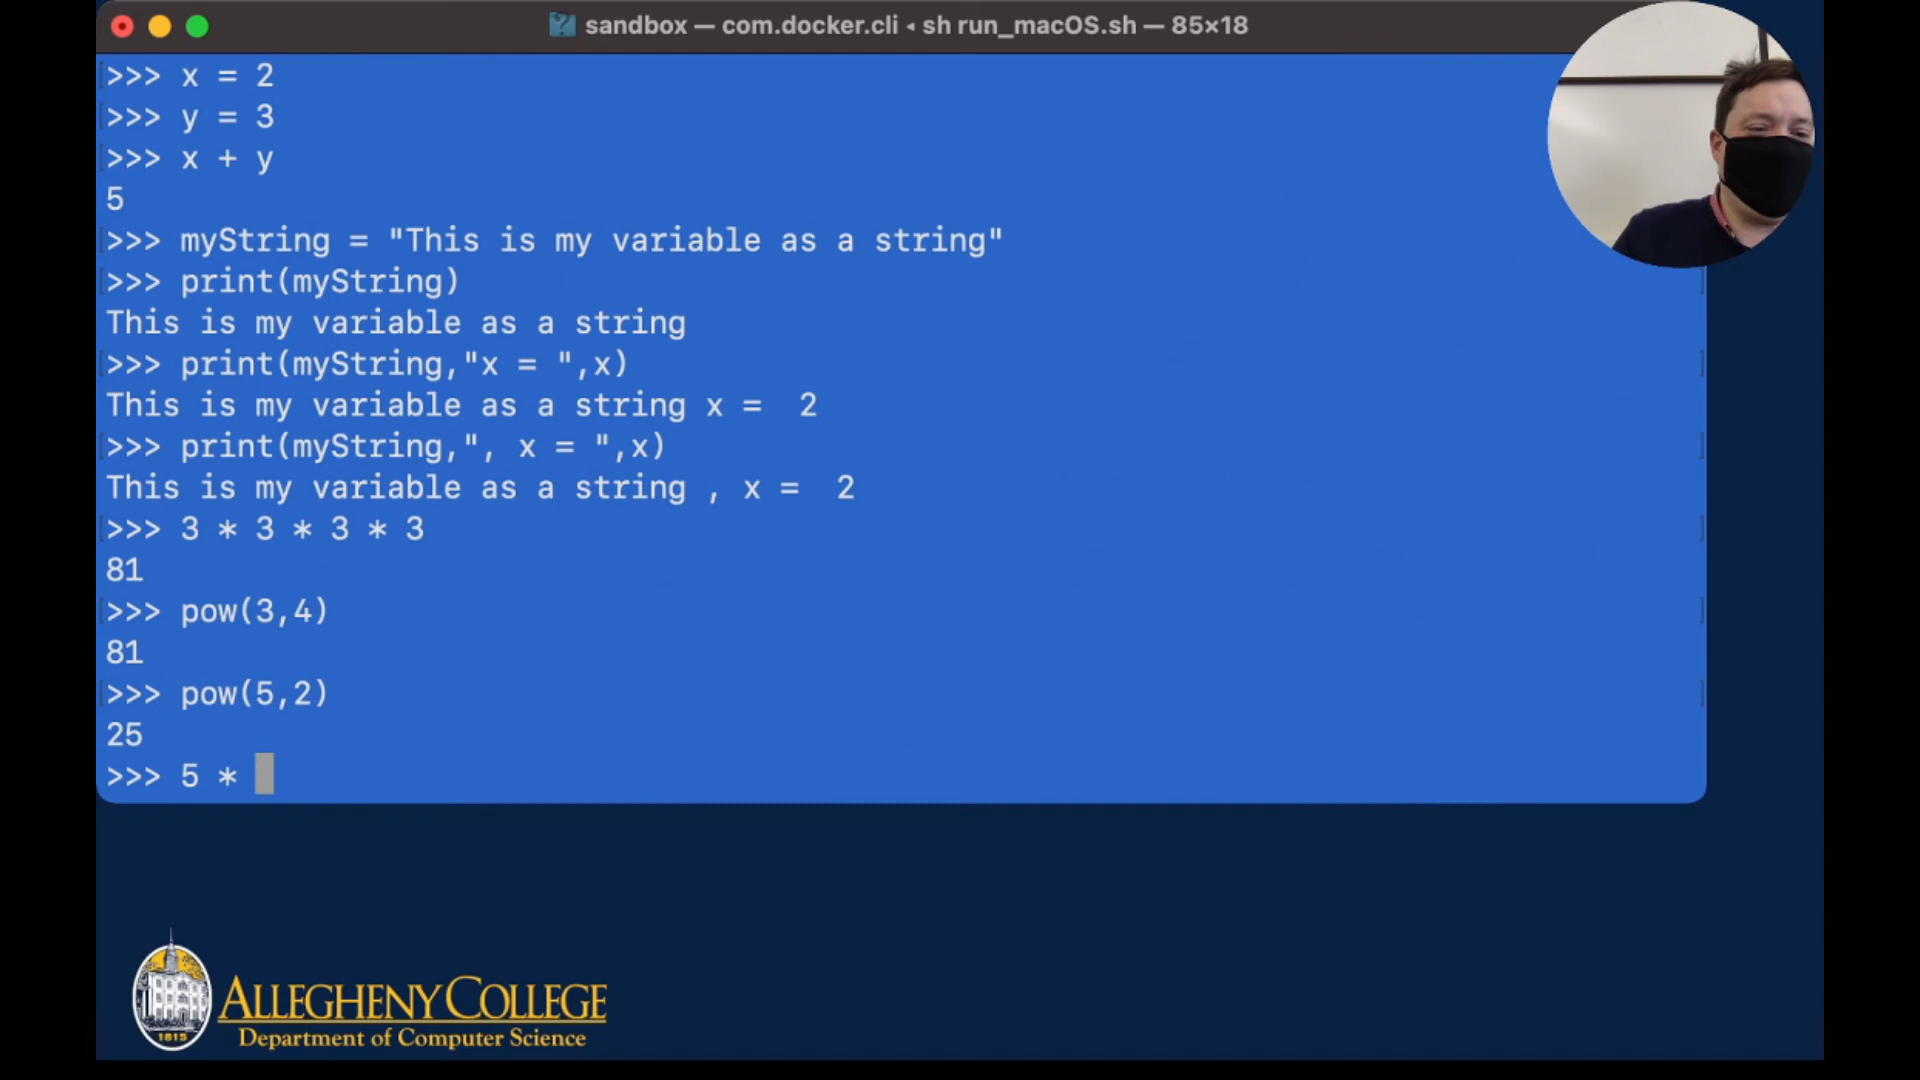 sandbox — com.docker.cli ◂ sh run_macOS.sh — 85×18
>>> x = 2
>>> y = 3
>>> x + y
5
>>> myString = "This is my variable as a string"
>>> print(myString)
This is my variable as a string
>>> print(myString,"x = ",x)
This is my variable as a string x =  2
>>> print(myString,", x = ",x)
This is my variable as a string , x =  2
>>> 3 * 3 * 3 * 3
81
>>> pow(3,4)
81
>>> pow(5,2)
25
>>> 5 *
1815
ALLEGHENY COLLEGE
Department of Computer Science